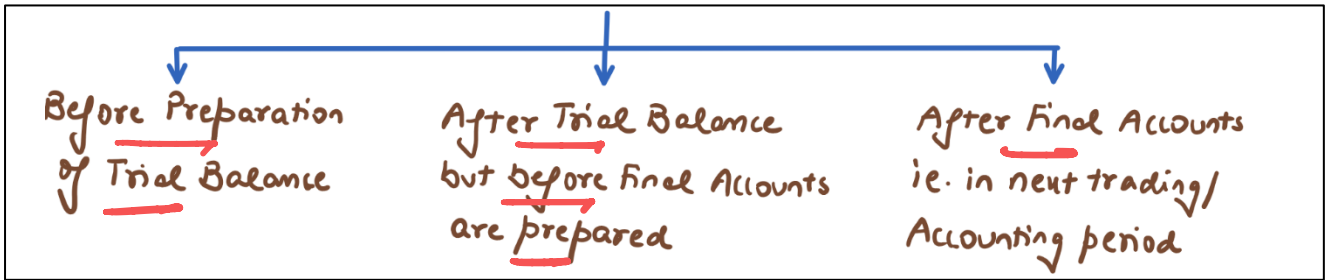 Before Preparation
of Trial Balance
After Trial Balance
but before Final Accounts
are prepared
After Final Accounts
ie. in next trading/
Accounting period